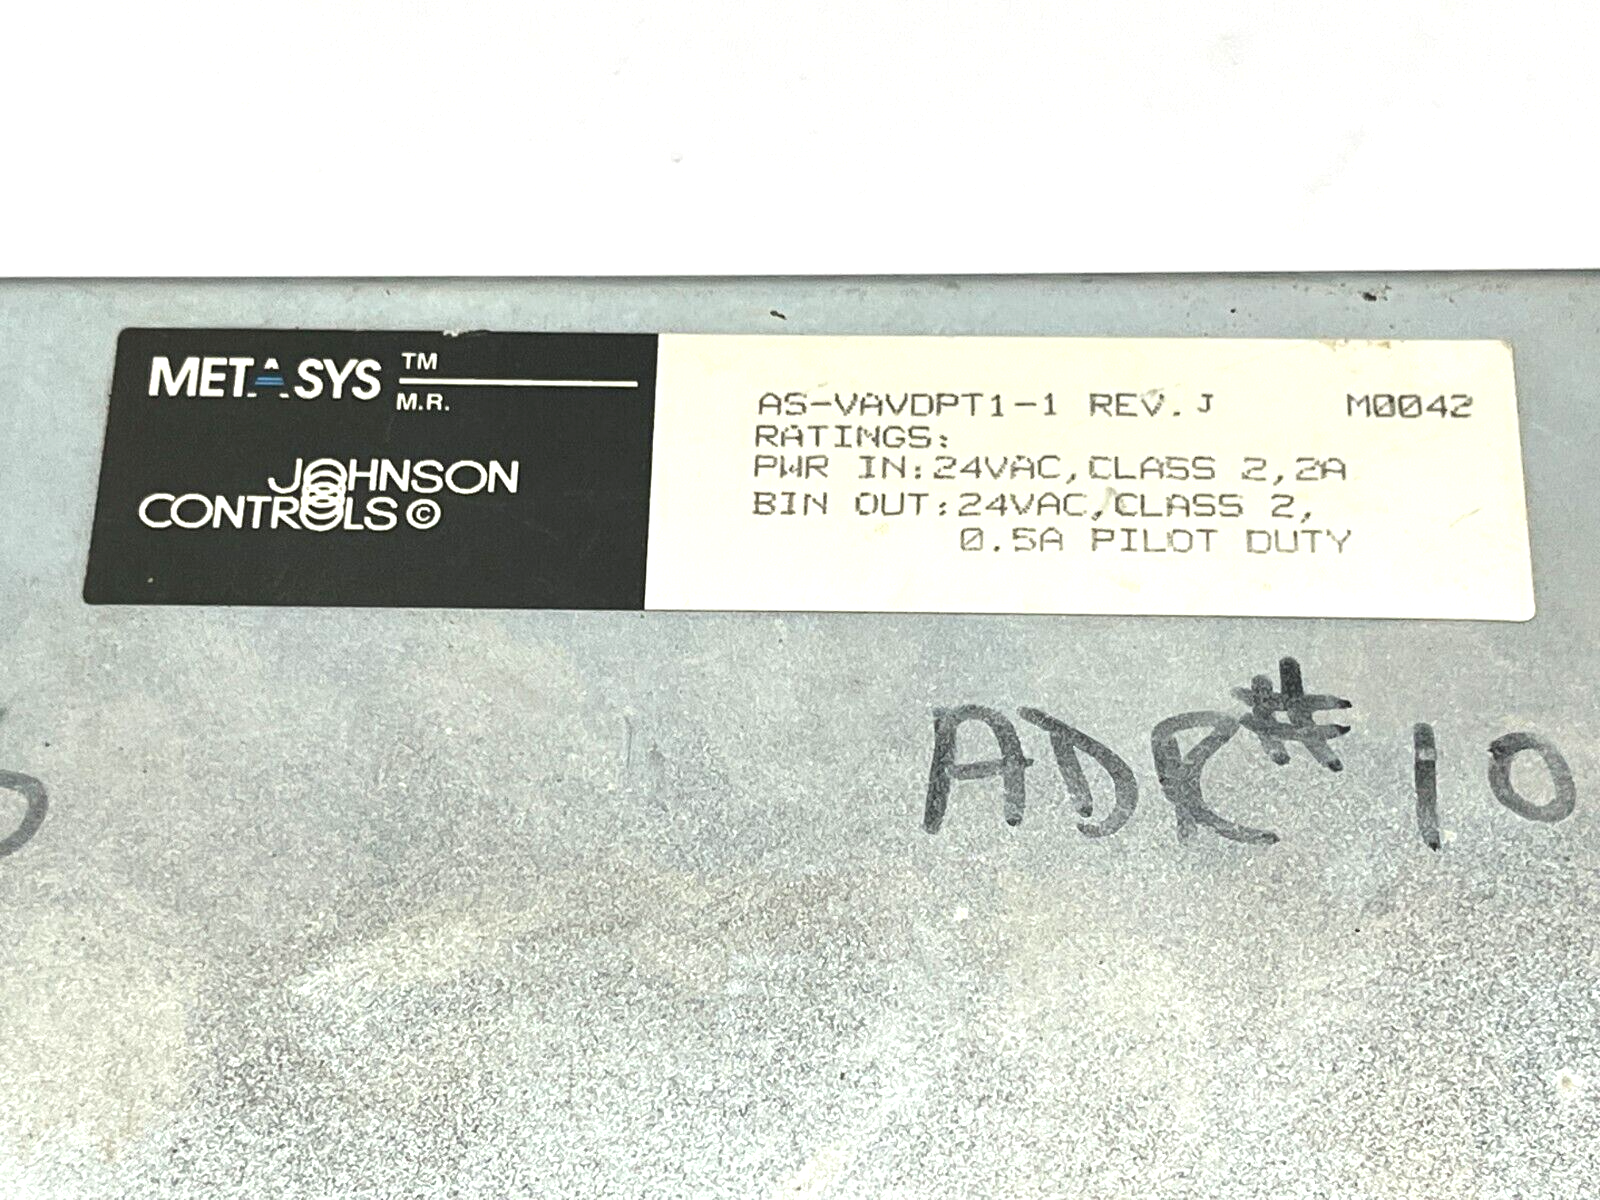 METASYS ™
M.R.
JOHNSON
CONTROLS ©
AS-VAVDPT1-1 REV. J M0042
RATINGS:
PWR IN:24VAC,CLASS 2,2A
BIN OUT:24VAC,CLASS 2,
0.5A PILOT DUTY
ADR# 10